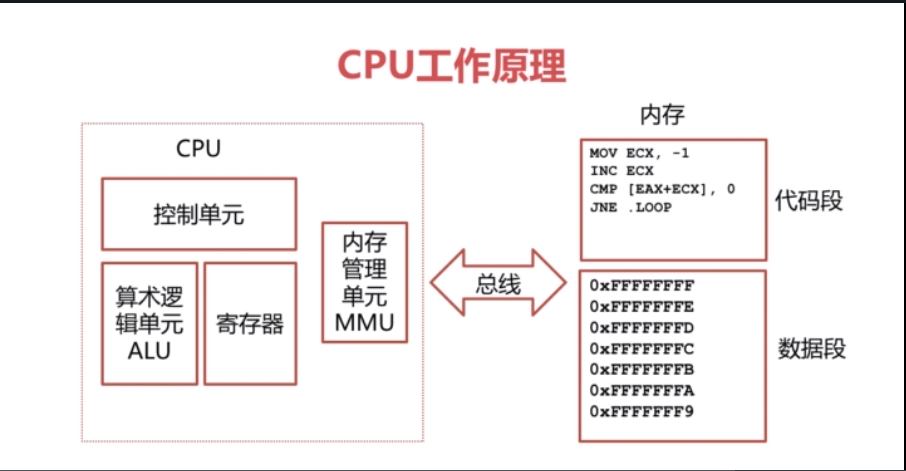 CPU工作原理
CPU
控制单元
算术逻
辑单元
ALU
寄存器
内存
管理
单元
MMU
总线
内存
MOV ECX, -1
INC ECX
CMP [EAX+ECX], 0
JNE .LOOP
代码段
0xFFFFFFFF
0xFFFFFFFE
0xFFFFFFFD
0xFFFFFFFC
0xFFFFFFFB
0xFFFFFFFA
0xFFFFFFF9
数据段